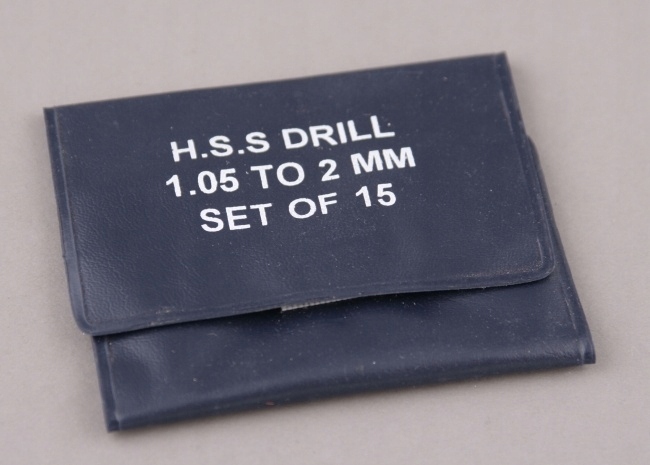 H.S.S DRILL
1.05 TO 2 MM
SET OF 15